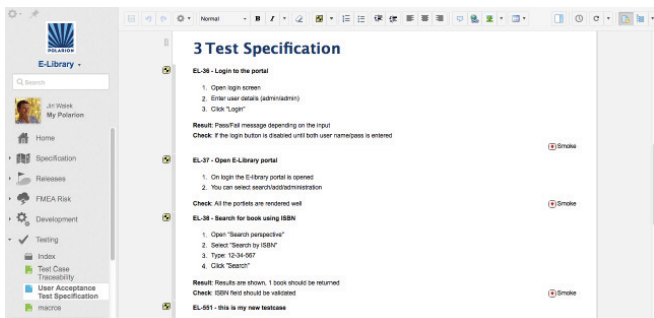 POLARION
E-Library
Search
Jiri Walek
My Polarion
Home
Specification
Releases
FMEA Risk
Development
Testing
Index
Test Case
Traceability
User Acceptance
Test Specification
macros
Normal
B I
3 Test Specification
EL-36 - Login to the portal
1. Open login screen
2. Enter user details (admin/admin)
3. Click "Login"
Result: Pass/Fail message depending on the input
Check: if the login button is disabled until both user name/pass is entered
Smoke
EL-37 - Open E-Library portal
1. On login the E-library portal is opened
2. You can select search/add/administration
Check: All the portlets are rendered well
Smoke
EL-38 - Search for book using ISBN
1. Open "Search perspective"
2. Select "Search by ISBN"
3. Type: 12-34-567
4. Click "Search"
Result: Results are shown, 1 book should be returned
Check: ISBN field should be validated
Smoke
EL-551 - this is my new testcase